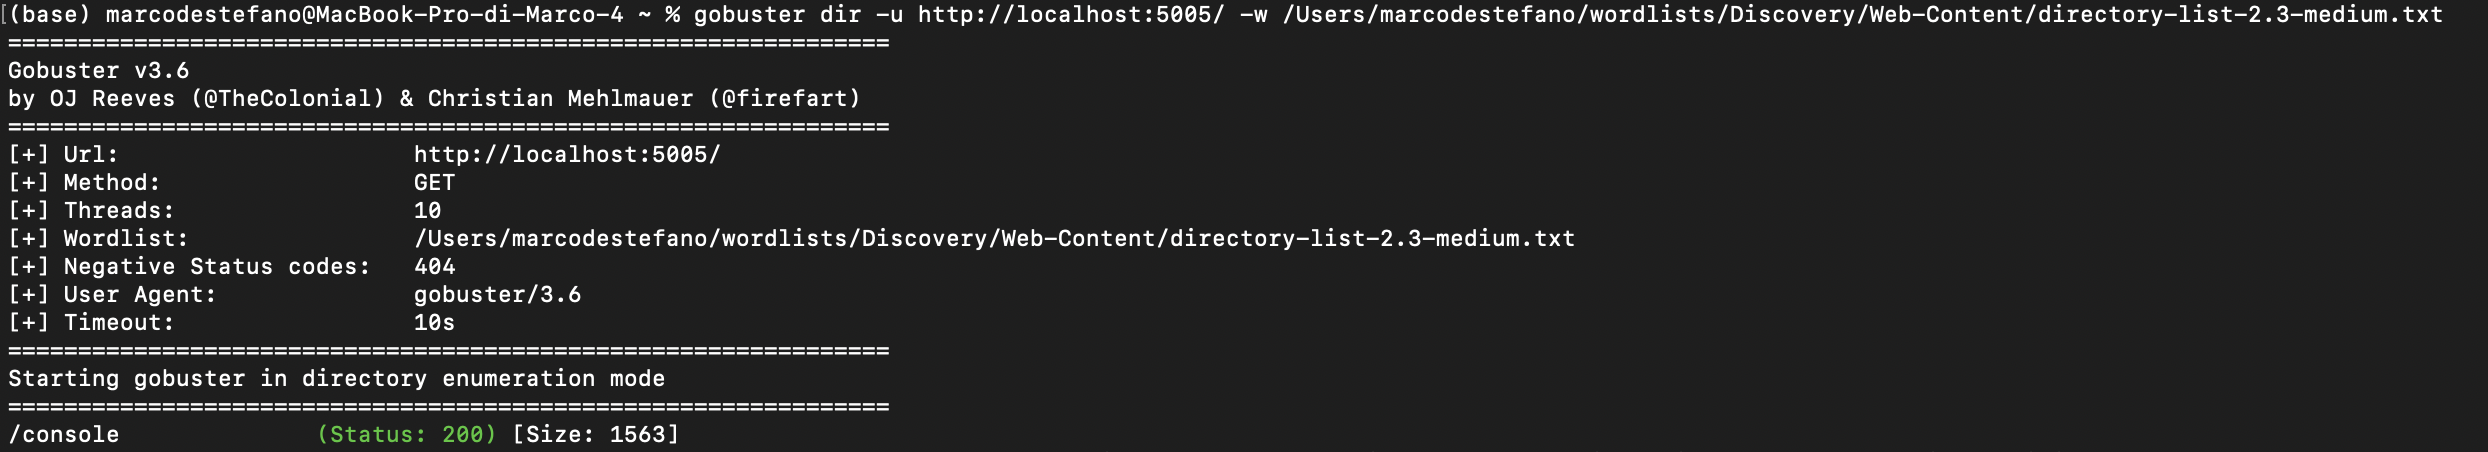 [(base) marcodestefano@MacBook-Pro-di-Marco-4 ~ % gobuster dir -u http://localhost:5005/ -w /Users/marcodestefano/wordlists/Discovery/Web-Content/directory-list-2.3-medium.txt
===============================================================
Gobuster v3.6
by OJ Reeves (@TheColonial) & Christian Mehlmauer (@firefart)
===============================================================
[+] Url:                     http://localhost:5005/
[+] Method:                  GET
[+] Threads:                 10
[+] Wordlist:                /Users/marcodestefano/wordlists/Discovery/Web-Content/directory-list-2.3-medium.txt
[+] Negative Status codes:   404
[+] User Agent:              gobuster/3.6
[+] Timeout:                 10s
===============================================================
Starting gobuster in directory enumeration mode
===============================================================
/console              (Status: 200) [Size: 1563]